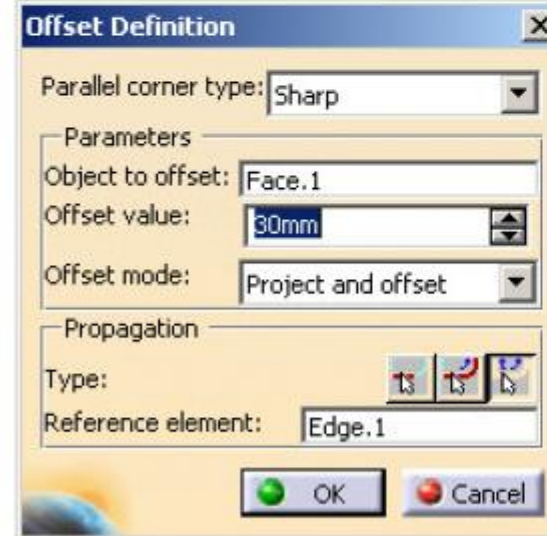 Offset Definition
Parallel corner type: Sharp
Parameters
Object to offset: Face.1
Offset value: 30mm
Offset mode: Project and offset
Propagation
Type:
Reference element: Edge.1
OK Cancel